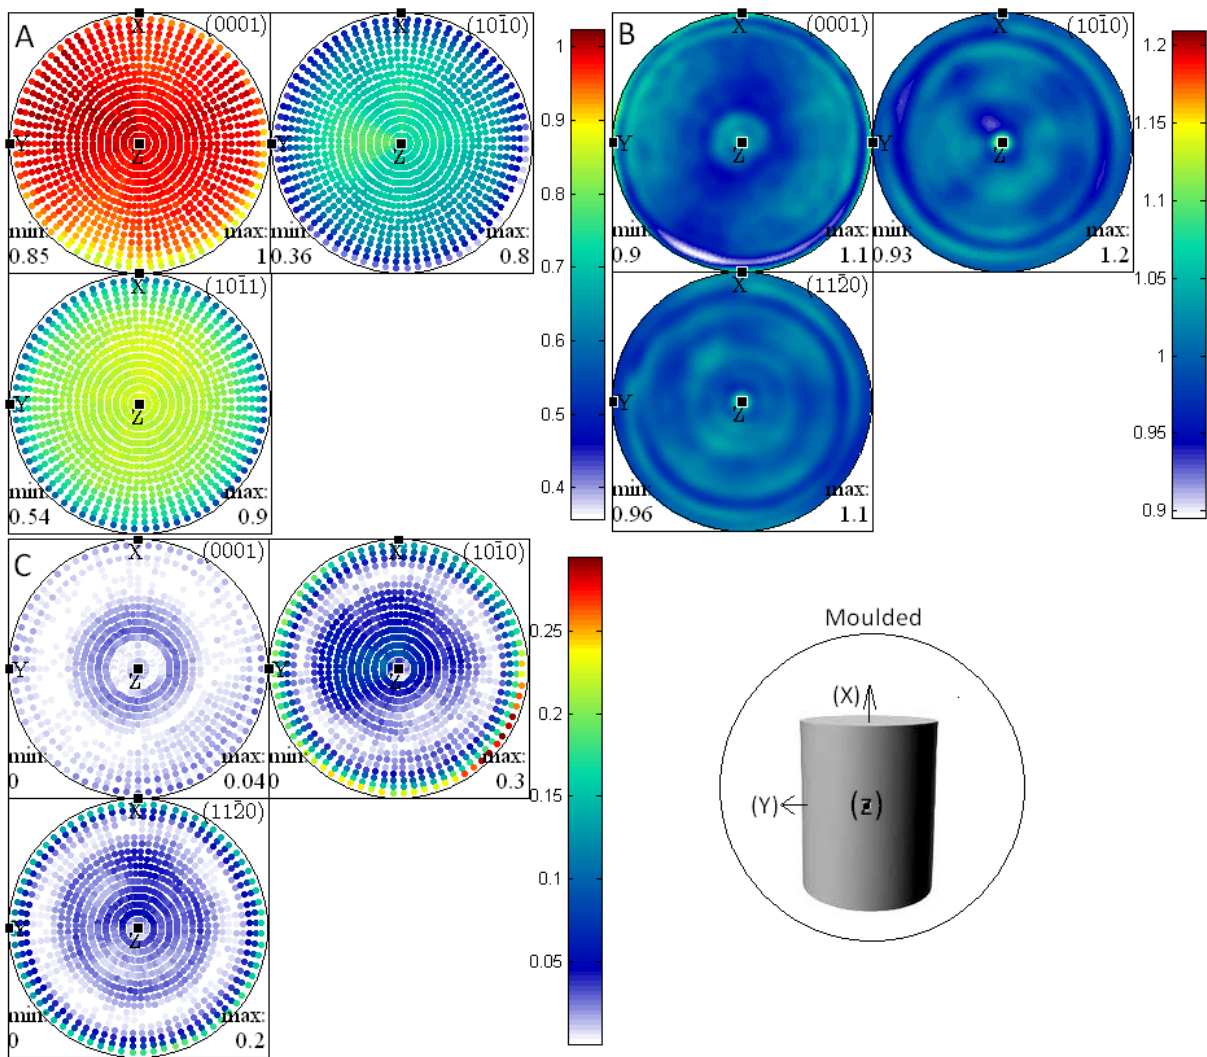 A
X
(0001)
Y
Z
min:
0.85
max:
1
X
(101̄0)
Y
Z
min:
0.36
max:
0.8
X
(101̄1)
Y
Z
min:
0.54
max:
0.9
1
0.9
0.8
0.7
0.6
0.5
0.4
B
X
(0001)
Y
Z
min:
0.9
max:
1.1
X
(101̄0)
Y
Z
min:
0.93
max:
1.2
X
(112̄0)
Y
Z
min:
0.96
max:
1.1
1.2
1.15
1.1
1.05
1
0.95
0.9
C
X
(0001)
Y
Z
min:
0
max:
0.04
X
(101̄0)
Y
Z
min:
0
max:
0.3
X
(112̄0)
Y
Z
min:
0
max:
0.2
0.25
0.2
0.15
0.1
0.05
Moulded
(X)
(Y)
(z)